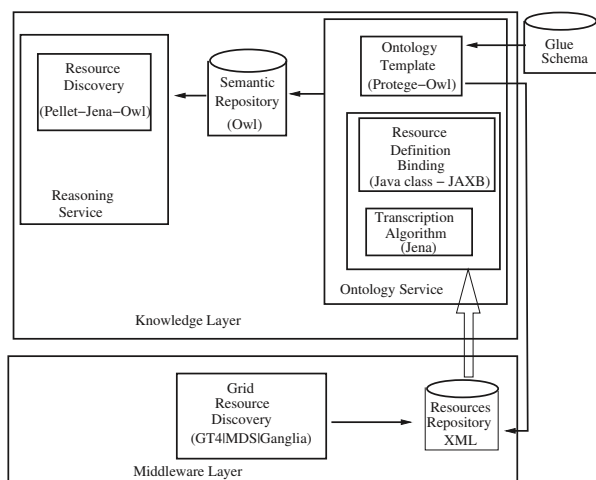 Resource
Discovery
(Pellet−Jena−Owl)
Reasoning
Service
Semantic
Repository
(Owl)
Ontology
Template
(Protege−Owl)
Glue
Schema
Resource
Definition
Binding
(Java class − JAXB)
Transcription
Algorithm
(Jena)
Ontology Service
Knowledge Layer
Grid
Resource
Discovery
(GT4|MDS|Ganglia)
Resources
Repository
XML
Middleware Layer